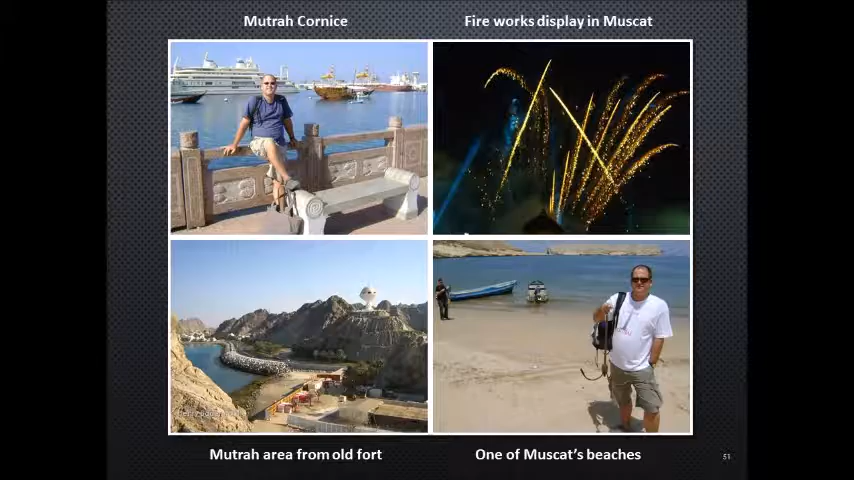 Mutrah Cornice
Fire works display in Muscat
Mutrah area from old fort
One of Muscat's beaches
51